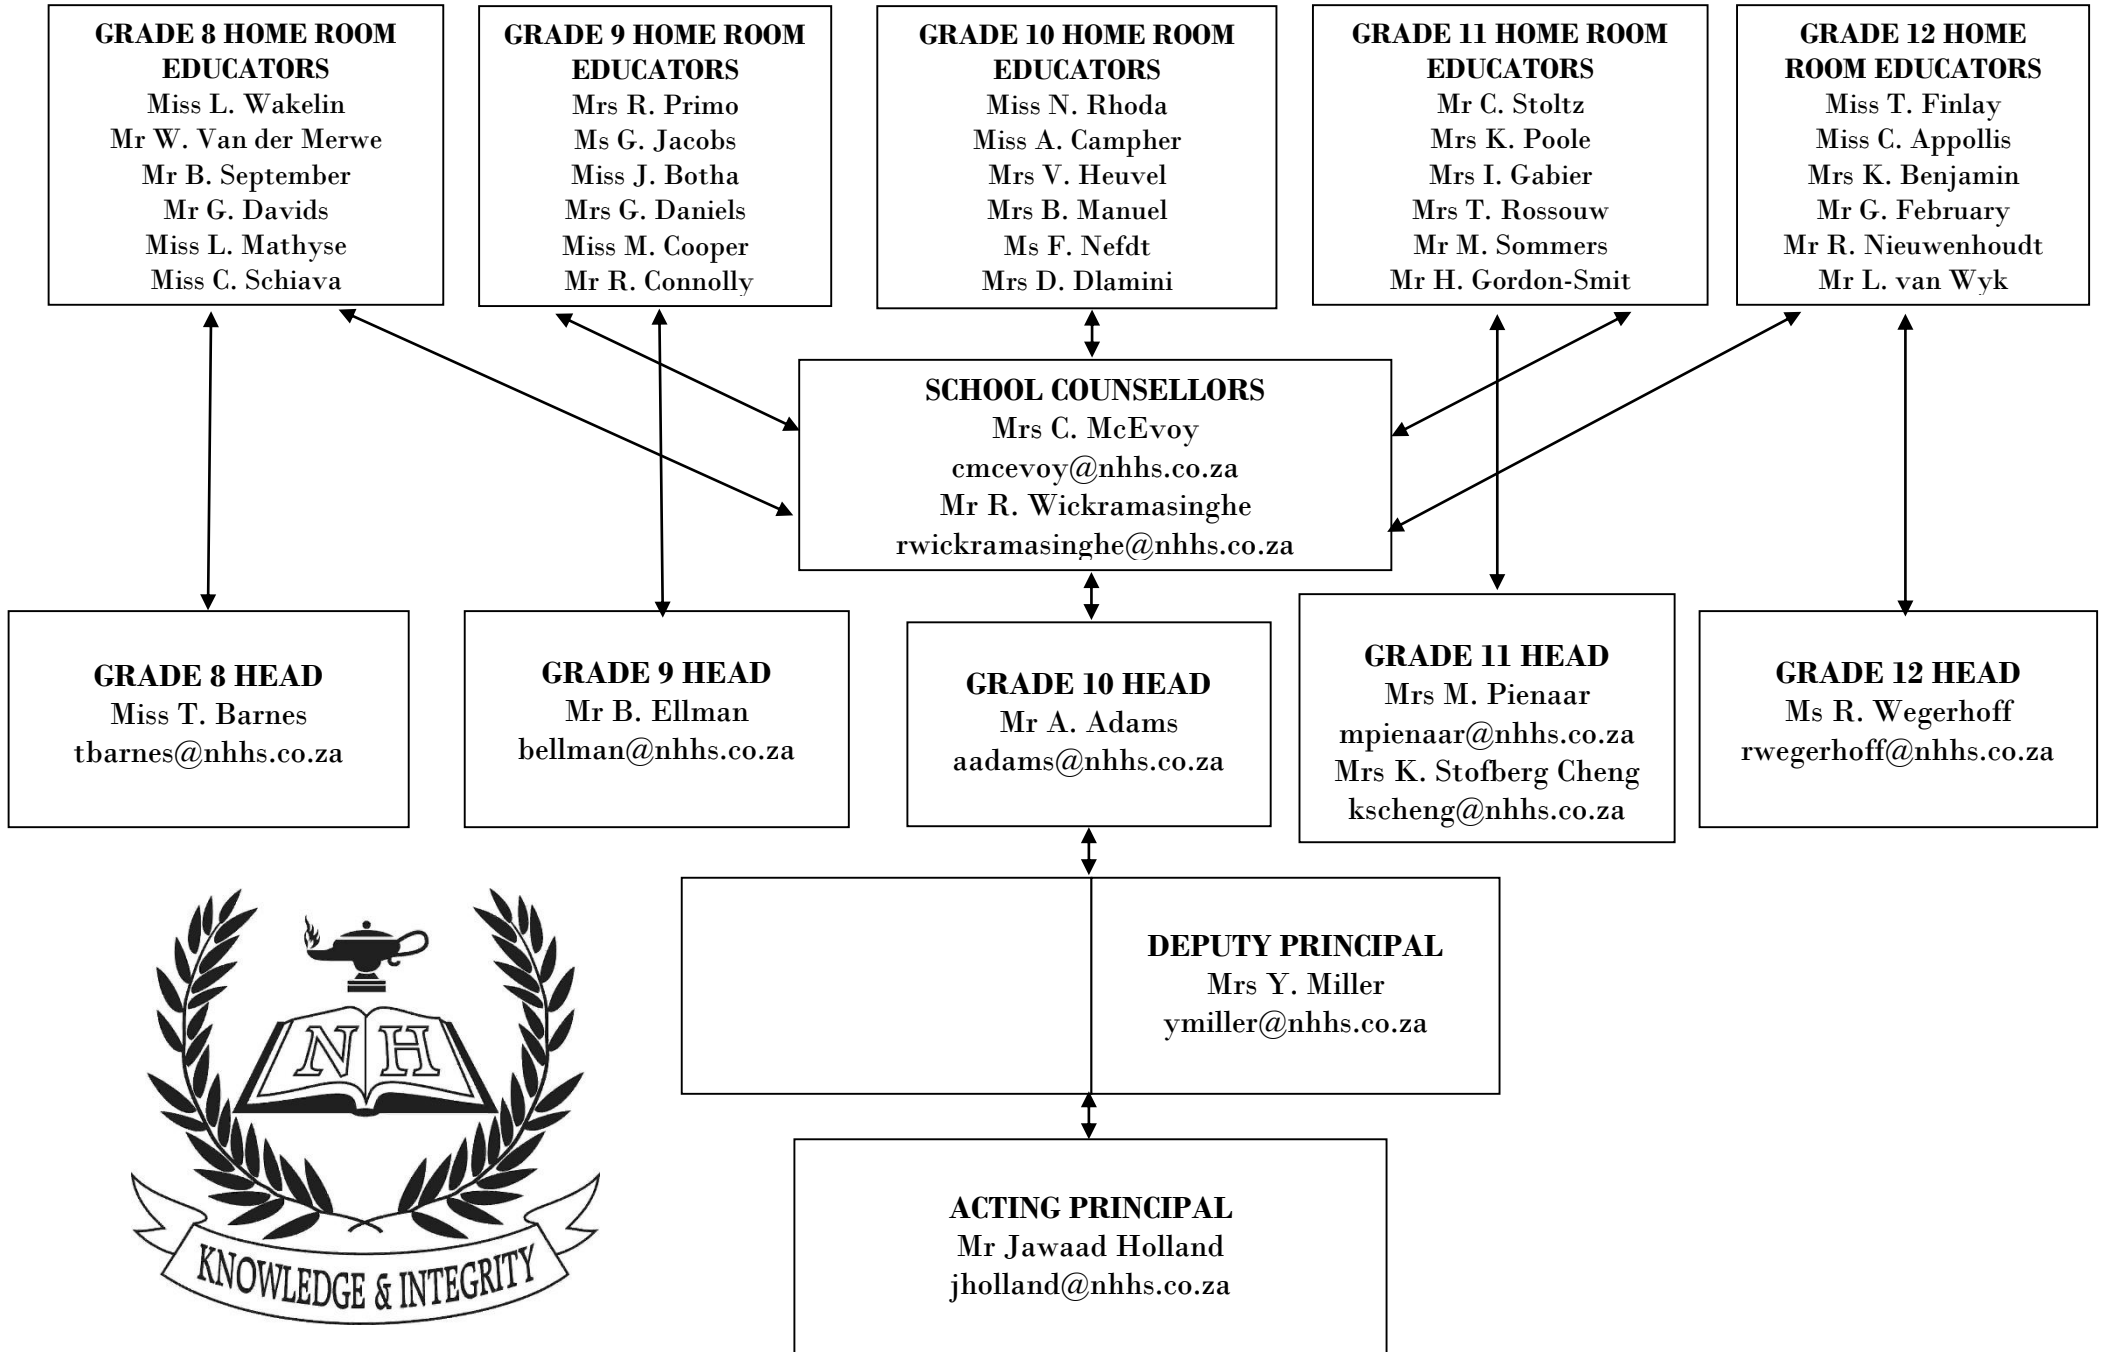 GRADE 8 HOME ROOM
EDUCATORS
Miss L. Wakelin
Mr W. Van der Merwe
Mr B. September
Mr G. Davids
Miss L. Mathyse
Miss C. Schiava
GRADE 9 HOME ROOM
EDUCATORS
Mrs R. Primo
Ms G. Jacobs
Miss J. Botha
Mrs G. Daniels
Miss M. Cooper
Mr R. Connolly
GRADE 10 HOME ROOM
EDUCATORS
Miss N. Rhoda
Miss A. Campher
Mrs V. Heuvel
Mrs B. Manuel
Ms F. Nefdt
Mrs D. Dlamini
GRADE 11 HOME ROOM
EDUCATORS
Mr C. Stoltz
Mrs K. Poole
Mrs I. Gabier
Mrs T. Rossouw
Mr M. Sommers
Mr H. Gordon-Smit
GRADE 12 HOME
ROOM EDUCATORS
Miss T. Finlay
Miss C. Appollis
Mrs K. Benjamin
Mr G. February
Mr R. Nieuwenhoudt
Mr L. van Wyk
SCHOOL COUNSELLORS
Mrs C. McEvoy
cmcevoy@nhhs.co.za
Mr R. Wickramasinghe
rwickramasinghe@nhhs.co.za
GRADE 8 HEAD
Miss T. Barnes
tbarnes@nhhs.co.za
GRADE 9 HEAD
Mr B. Ellman
bellman@nhhs.co.za
GRADE 10 HEAD
Mr A. Adams
aadams@nhhs.co.za
GRADE 11 HEAD
Mrs M. Pienaar
mpienaar@nhhs.co.za
Mrs K. Stofberg Cheng
kscheng@nhhs.co.za
GRADE 12 HEAD
Ms R. Wegerhoff
rwegerhoff@nhhs.co.za
DEPUTY PRINCIPAL
Mrs Y. Miller
ymiller@nhhs.co.za
ACTING PRINCIPAL
Mr Jawaad Holland
jholland@nhhs.co.za
N H
KNOWLEDGE & INTEGRITY